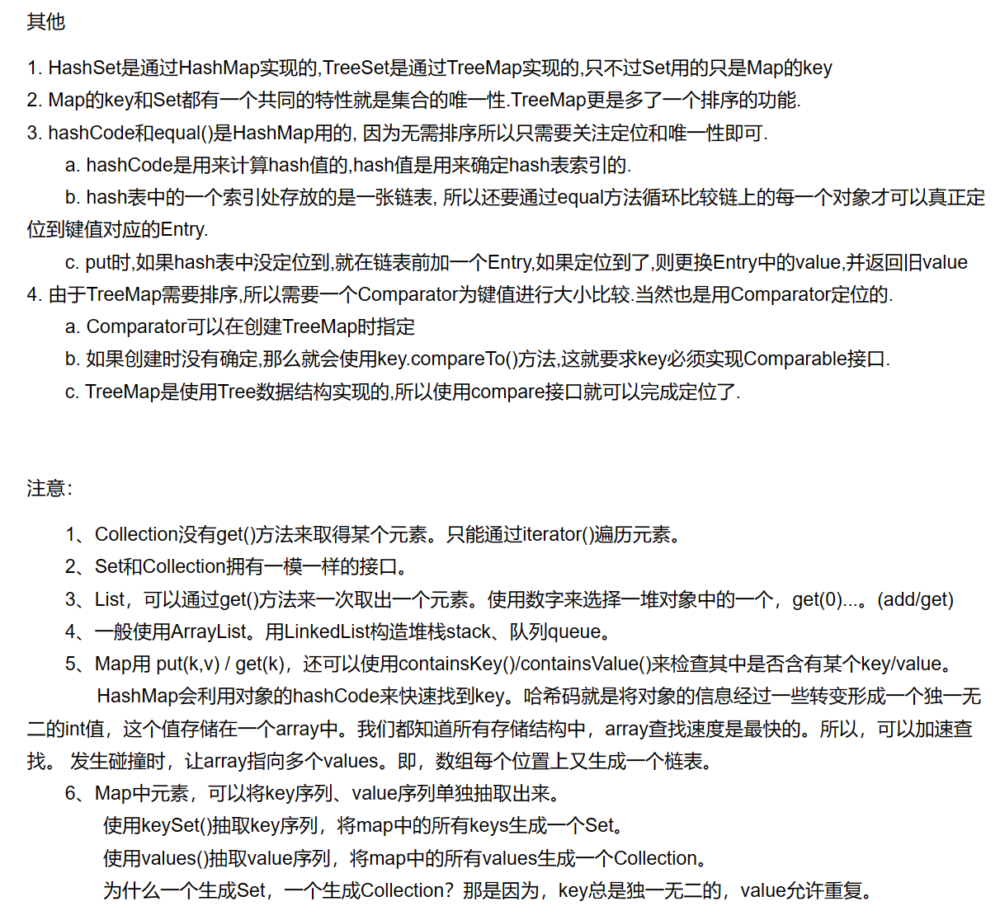 其他
1. HashSet是通过HashMap实现的,TreeSet是通过TreeMap实现的,只不过Set用的只是Map的key
2. Map的key和Set都有一个共同的特性就是集合的唯一性.TreeMap更是多了一个排序的功能.
3. hashCode和equal()是HashMap用的, 因为无需排序所以只需要关注定位和唯一性即可.
a. hashCode是用来计算hash值的,hash值是用来确定hash表索引的.
b. hash表中的一个索引处存放的是一张链表, 所以还要通过equal方法循环比较链上的每一个对象才可以真正定
位到键值对应的Entry.
c. put时,如果hash表中没定位到,就在链表前加一个Entry,如果定位到了,则更换Entry中的value,并返回旧value
4. 由于TreeMap需要排序,所以需要一个Comparator为键值进行大小比较.当然也是用Comparator定位的.
a. Comparator可以在创建TreeMap时指定
b. 如果创建时没有确定,那么就会使用key.compareTo()方法,这就要求key必须实现Comparable接口.
c. TreeMap是使用Tree数据结构实现的,所以使用compare接口就可以完成定位了.
注意：
1、Collection没有get()方法来取得某个元素。只能通过iterator()遍历元素。
2、Set和Collection拥有一模一样的接口。
3、List，可以通过get()方法来一次取出一个元素。使用数字来选择一堆对象中的一个，get(0)...。(add/get)
4、一般使用ArrayList。用LinkedList构造堆栈stack、队列queue。
5、Map用 put(k,v) / get(k)，还可以使用containsKey()/containsValue()来检查其中是否含有某个key/value。
HashMap会利用对象的hashCode来快速找到key。哈希码就是将对象的信息经过一些转变形成一个独一无
二的int值，这个值存储在一个array中。我们都知道所有存储结构中，array查找速度是最快的。所以，可以加速查
找。 发生碰撞时，让array指向多个values。即，数组每个位置上又生成一个梿表。
6、Map中元素，可以将key序列、value序列单独抽取出来。
使用keySet()抽取key序列，将map中的所有keys生成一个Set。
使用values()抽取value序列，将map中的所有values生成一个Collection。
为什么一个生成Set，一个生成Collection？那是因为，key总是独一无二的，value允许重复。